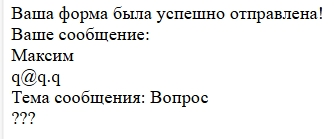 Ваша форма была успешно отправлена!
Ваше сообщение:
Максим
q@q.q
Тема сообщения: Вопрос
???